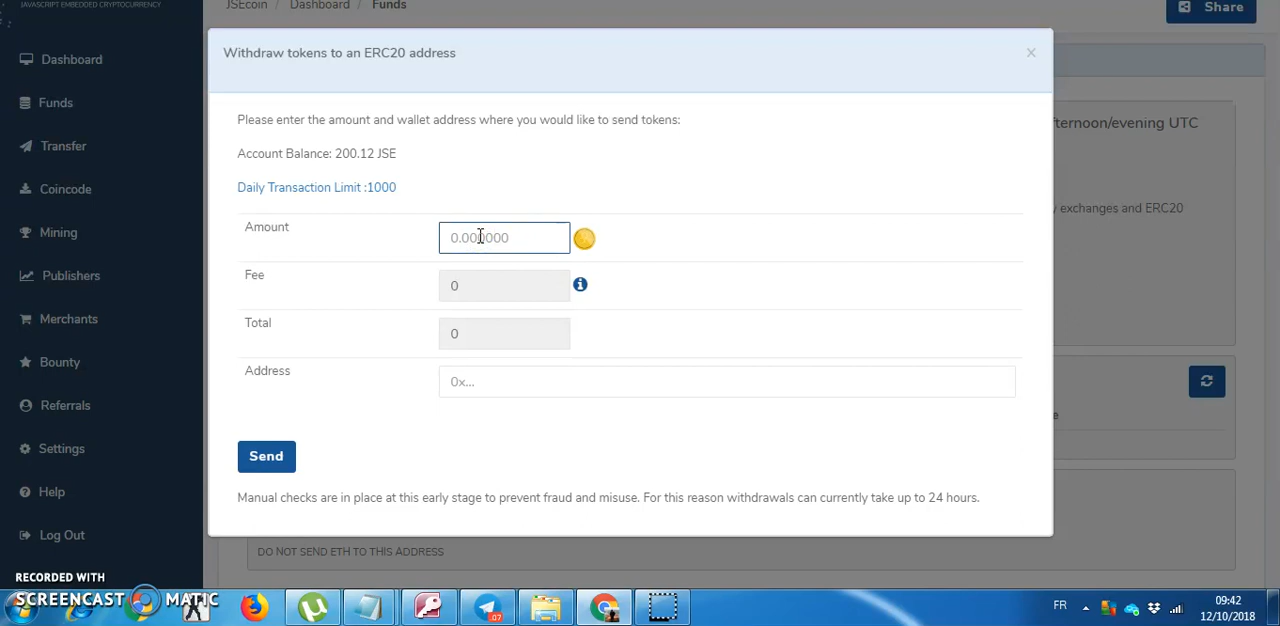 JAVASCRIPT EMBEDDED CRYPTOCURRENCY
JSEcoin / Dashboard / Funds
Share
Dashboard
Funds
Transfer
Coincode
Mining
Publishers
Merchants
Bounty
Referrals
Settings
Help
Log Out
Withdraw tokens to an ERC20 address
×
Please enter the amount and wallet address where you would like to send tokens:
Account Balance: 200.12 JSE
Daily Transaction Limit :1000
Amount
0.000000
Fee
0
Total
0
Address
0x...
Send
Manual checks are in place at this early stage to prevent fraud and misuse. For this reason withdrawals can currently take up to 24 hours.
afternoon/evening UTC
exchanges and ERC20
DO NOT SEND ETH TO THIS ADDRESS
RECORDED WITH
SCREENCAST MATIC
.07
FR
09:42
12/10/2018